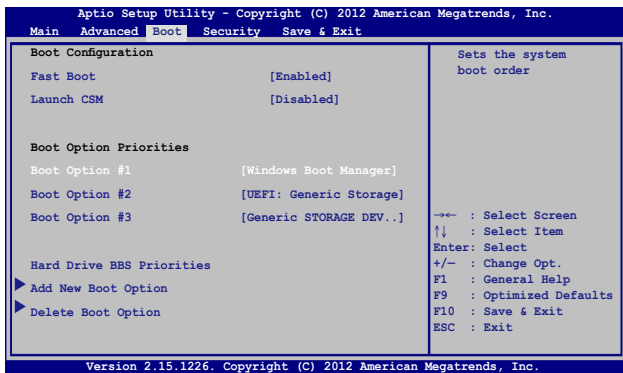 Aptio Setup Utility - Copyright (C) 2012 American Megatrends, Inc.
Main Advanced Boot Security Save & Exit
Boot Configuration
Fast Boot [Enabled]
Launch CSM [Disabled]
Boot Option Priorities
Boot Option #1 [Windows Boot Manager]
Boot Option #2 [UEFI: Generic Storage]
Boot Option #3 [Generic STORAGE DEV..]
Hard Drive BBS Priorities
Add New Boot Option
Delete Boot Option
Sets the system
boot order
→← : Select Screen
↑↓ : Select Item
Enter: Select
+/— : Change Opt.
F1 : General Help
F9 : Optimized Defaults
F10 : Save & Exit
ESC : Exit
Version 2.15.1226. Copyright (C) 2012 American Megatrends, Inc.